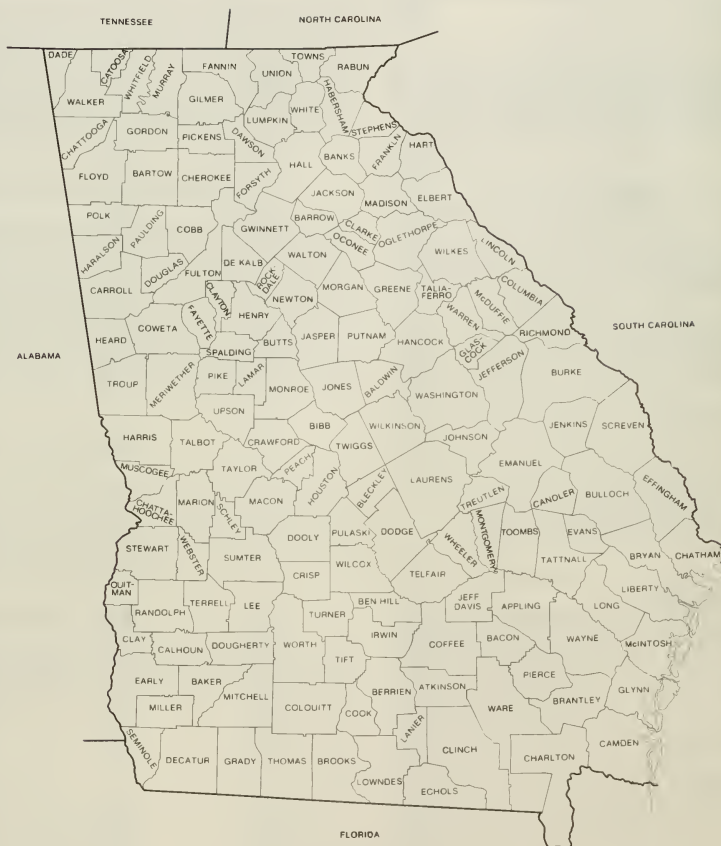 TENNESSEE
NORTH CAROLINA
DADE
CATOOSA
WHITFIELD
MURRAY
FANNIN
UNION
TOWNS
RABUN
WALKER
GILMER
LUMPKIN
WHITE
HABERSHAM
STEPHENS
CHATTOOGA
GORDON
PICKENS
DAWSON
HALL
BANKS
FRANKLN
HART
FLOYD
BARTOW
CHEROKEE
FORSYTH
JACKSON
MADISON
ELBERT
POLK
PAULDING
COBB
GWINNETT
BARROW
CLARKE
OCONEE
OGLETHORPE
WILKES
LINCOLN
HARALSON
DOUGLAS
FULTON
DE KALB
ROCK-
DALE
WALTON
MORGAN
GREENE
TALIA-
FERRO
McDUFFIE
COLUMBIA
CARROLL
CLAYTON
HENRY
NEWTON
WARREN
RICHMOND
SOUTH CAROLINA
ALABAMA
HEARD
COWETA
FAYETTE
SPALDING
BUTTS
JASPER
PUTNAM
HANCOCK
GLAS-
COCK
JEFFERSON
BURKE
TROUP
MERIWETHER
PIKE
LAMAR
MONROE
JONES
BALDWIN
WASHINGTON
UPSON
HARRIS
TALBOT
CRAWFORD
BIBB
TWIGGS
WILKINSON
JOHNSON
JENKINS
SCREVEN
MUSCOGEE
TAYLOR
PEACH
HOUSTON
BLECKLEY
LAURENS
EMANUEL
CHATTA-
HOOCHEE
MARION
SCHLEY
MACON
TREUTLEN
CANDLER
BULLOCH
EFFINGHAM
STEWART
WEBSTER
SUMTER
DOOLY
PULASKI
DODGE
WHEELER
MONTGOMERY
TOOMBS
TATTNALL
EVANS
BRYAN
CHATHAM
CRISP
WILCOX
TELFAIR
QUIT-
MAN
RANDOLPH
TERRELL
LEE
TURNER
BEN HILL
JEFF
DAVIS
APPLING
LONG
LIBERTY
CLAY
CALHOUN
DOUGHERTY
WORTH
TIFT
IRWIN
COFFEE
BACON
WAYNE
McINTOSH
EARLY
BAKER
MITCHELL
COLQUITT
COOK
BERRIEN
ATKINSON
PIERCE
WARE
BRANTLEY
GLYNN
MILLER
LANIER
SEMINOLE
DECATUR
GRADY
THOMAS
BROOKS
LOWNDES
CLINCH
ECHOLS
CHARLTON
CAMDEN
FLORIDA